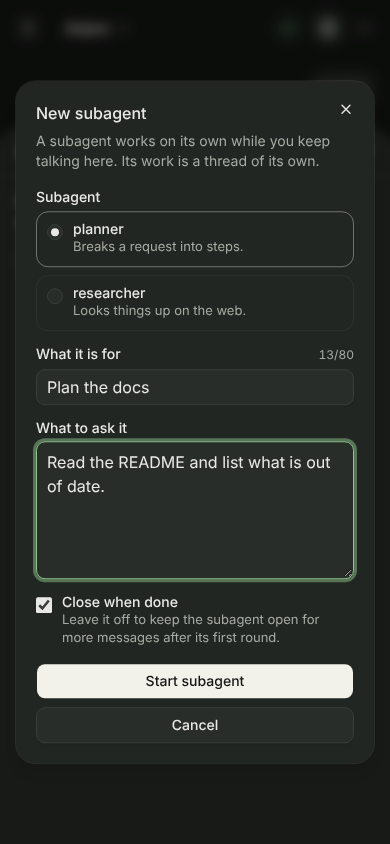 New subagent
A subagent works on its own while you keep
talking here. Its work is a thread of its own.
Subagent
planner
Breaks a request into steps.
researcher
Looks things up on the web.
What it is for
13/80
Plan the docs
What to ask it
Read the README and list what is out
of date.
Close when done
Leave it off to keep the subagent open for
more messages after its first round.
Start subagent
Cancel